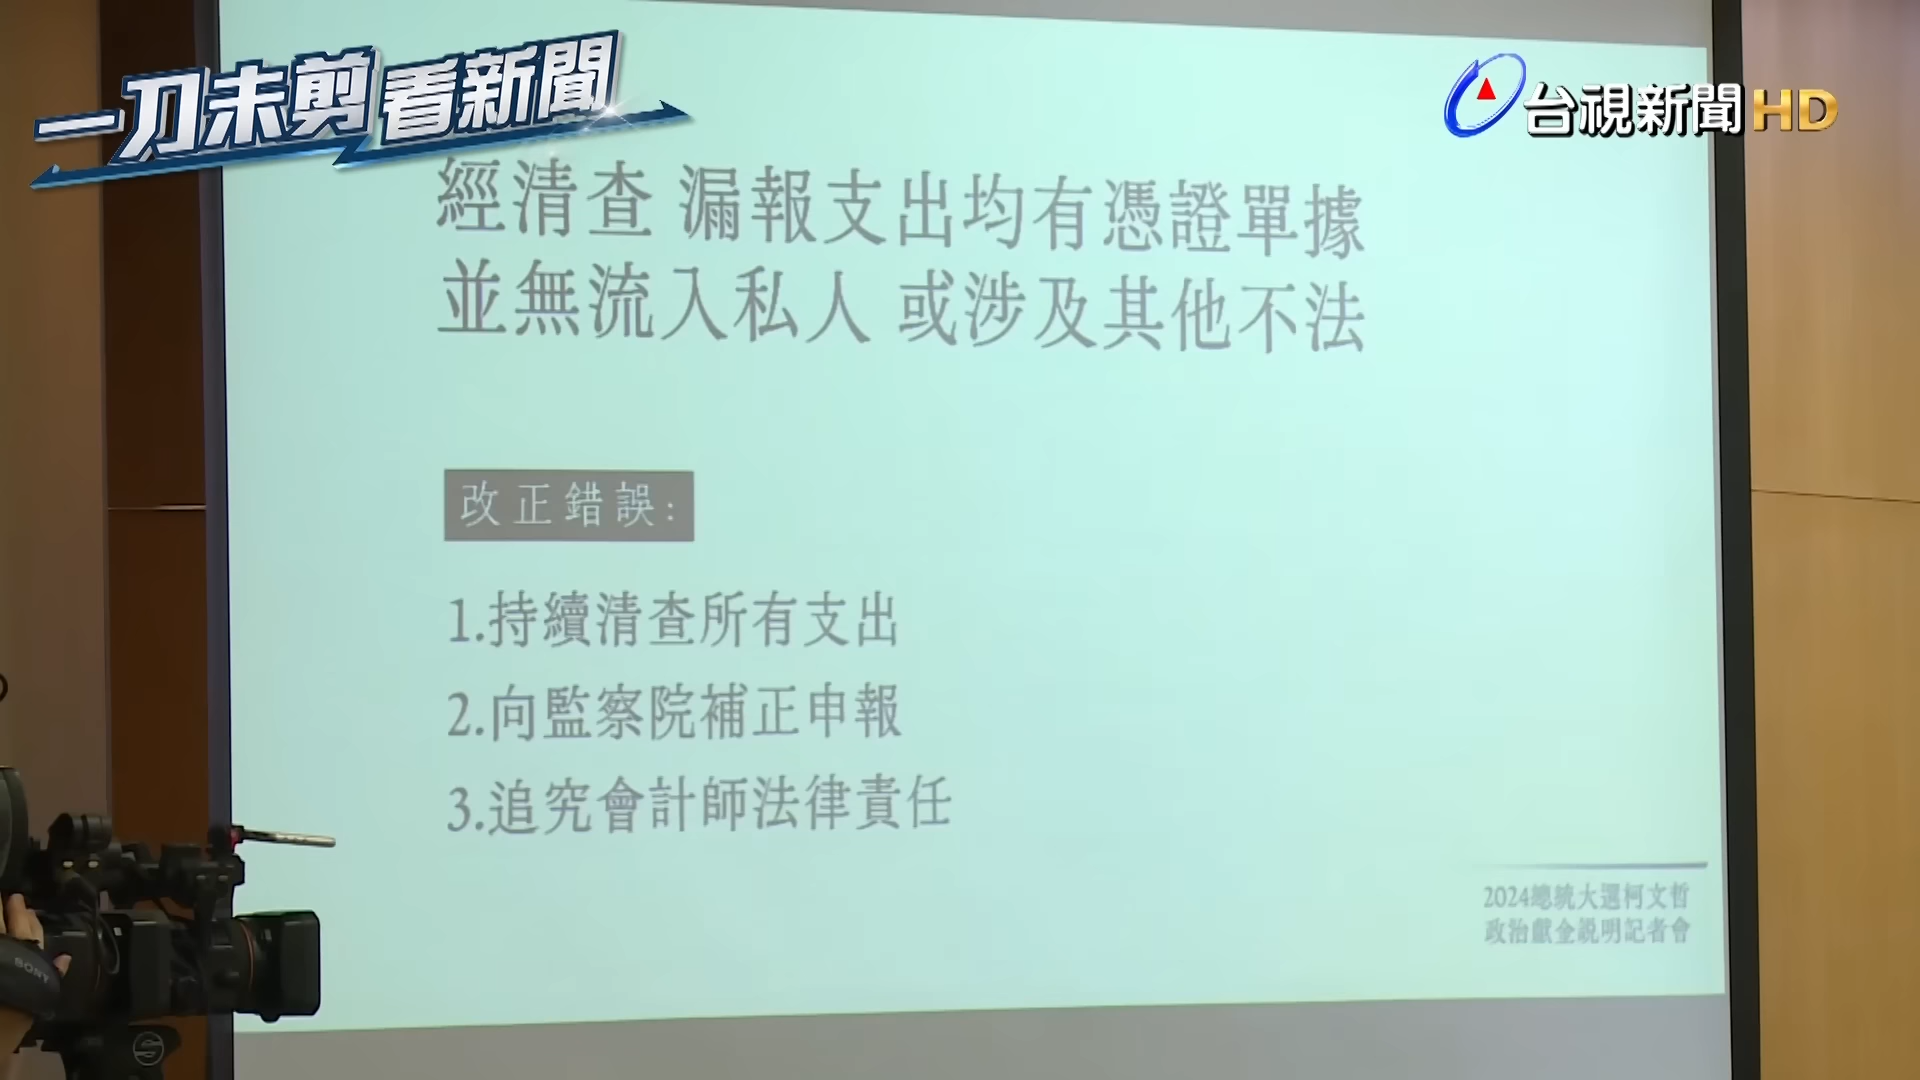 一刀未剪看新聞
台視新聞HD
經清查 漏報支出均有憑證單據
並無流入私人 或涉及其他不法
改正錯誤:
1.持續清查所有支出
2.向監察院補正申報
3.追究會計師法律責任
2024總統大選柯文哲
政治獻金說明記者會
SONY